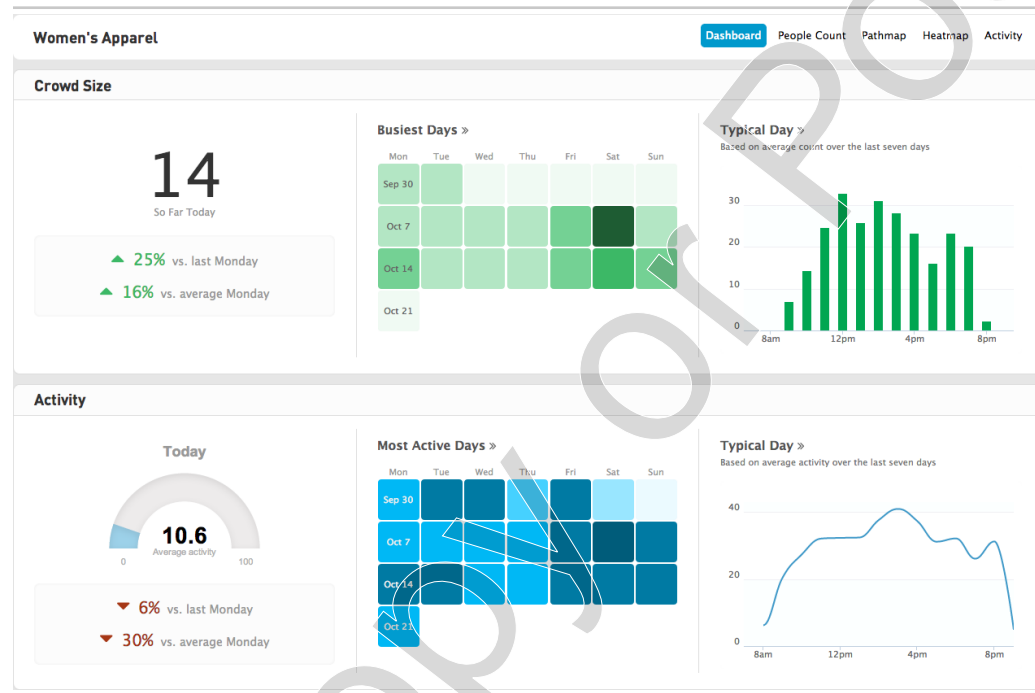 Women's Apparel
Dashboard People Count Pathmap Heatmap Activity
Crowd Size
14
So Far Today
25% vs. last Monday
16% vs. average Monday
Busiest Days »
Mon Tue Wed Thu Fri Sat Sun
Sep 30
Oct 7
Oct 14
Oct 21
Typical Day »
Based on average count over the last seven days
30
20
10
0
8am 12pm 4pm 8pm
Activity
Today
10.6
Average activity
0 100
6% vs. last Monday
30% vs. average Monday
Most Active Days »
Mon Tue Wed Thu Fri Sat Sun
Sep 30
Oct 7
Oct 14
Oct 21
Typical Day »
Based on average activity over the last seven days
40
20
0
8am 12pm 4pm 8pm